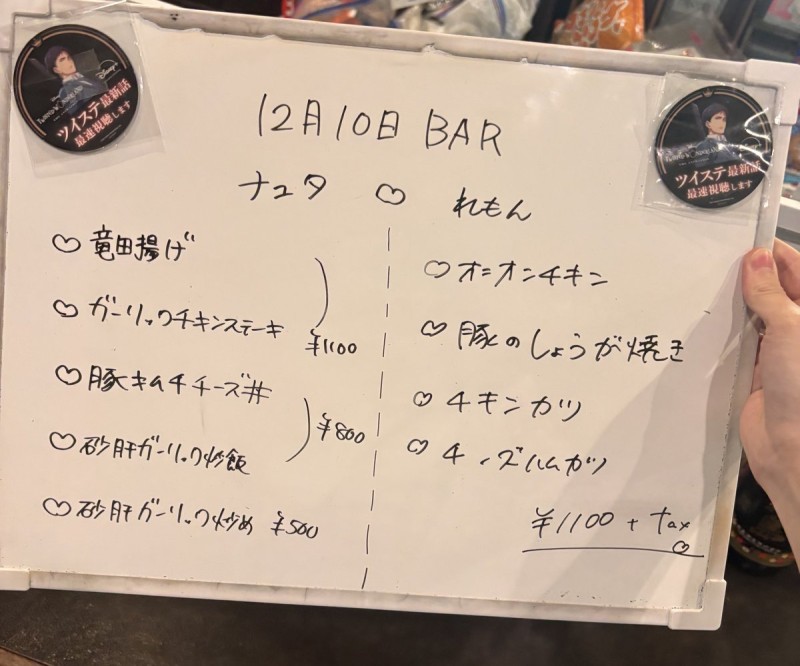 12月10日 BAR
ナユタ ♡ れもん
♡ 竜田揚げ
♡ ガーリックチキンステーキ
¥1100
♡ 豚キムチチーズ丼
♡ 砂肝ガーリック炒飯
¥800
♡ 砂肝ガーリック炒め ¥500
♡ オニオンチキン
♡ 豚のしょうが焼き
♡ チキンカツ
♡ チーズハムカツ
¥1100 + tax
Disney+
ツイステ最新話
最速視聴します
ツイステ最新話
最速視聴します